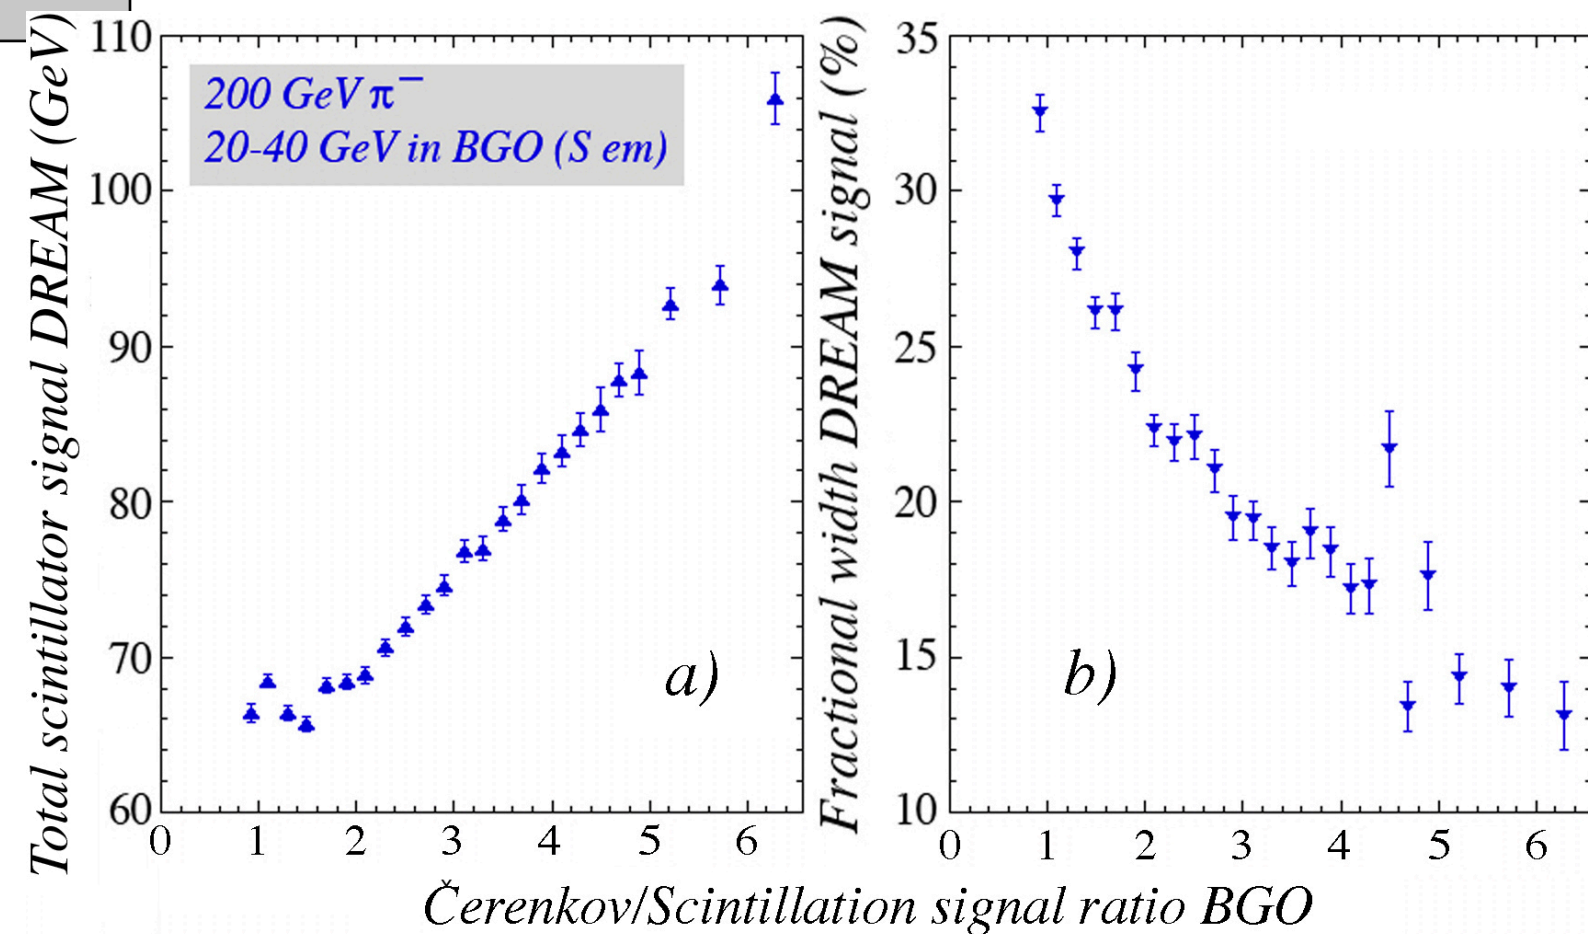 Total scintillator signal DREAM (GeV)
110
100
90
80
70
60
200 GeV π⁻
20-40 GeV in BGO (S em)
a)
0 1 2 3 4 5 6
Fractional width DREAM signal (%)
35
30
25
20
15
10
b)
0 1 2 3 4 5 6
Čerenkov/Scintillation signal ratio BGO